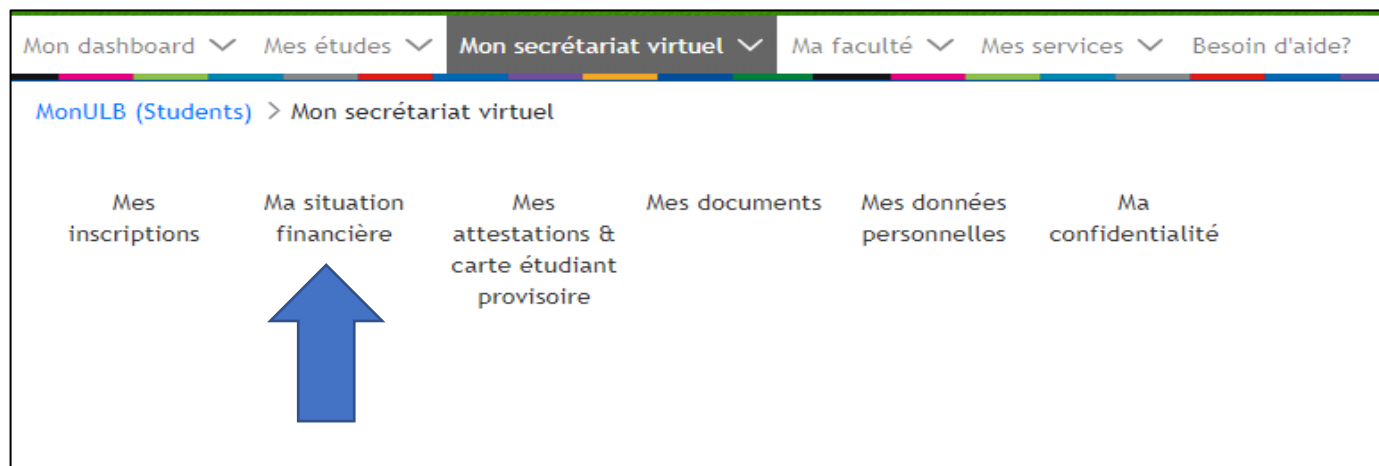 Mon dashboard Mes études Mon secrétariat virtuel Ma faculté Mes services Besoin d'aide?
MonULB (Students) > Mon secrétariat virtuel
Mes
inscriptions
Ma situation
financière
Mes
attestations &
carte étudiant
provisoire
Mes documents
Mes données
personnelles
Ma
confidentialité